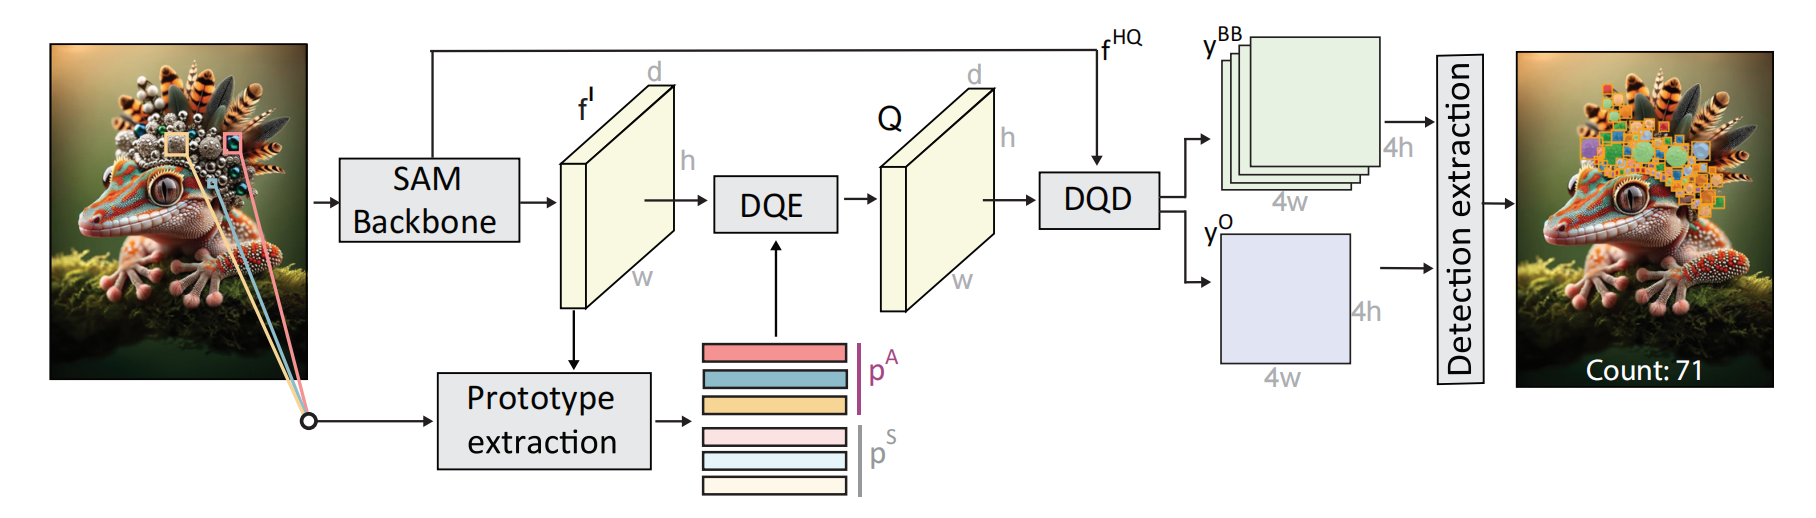 SAM
Backbone
f^I
d
h
w
Prototype
extraction
p^A
p^S
DQE
Q
d
h
w
f^HQ
DQD
y^BB
4h
4w
y^O
4h
4w
Detection extraction
Count: 71